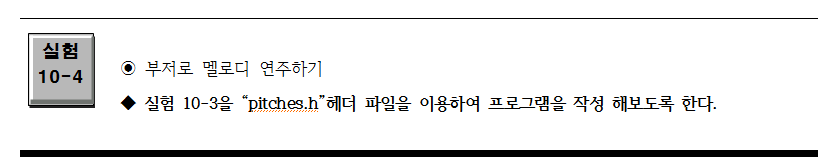 실험
10-4
◉ 부저로 멜로디 연주하기
◆ 실험 10-3을 “pitches.h”헤더 파일을 이용하여 프로그램을 작성 해보도록 한다.